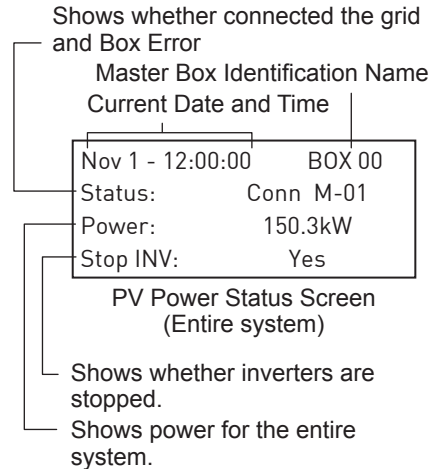 Shows whether connected the grid
and Box Error
Master Box Identification Name
Current Date and Time
Nov 1 - 12:00:00 BOX 00
Status: Conn M-01
Power: 150.3kW
Stop INV: Yes
PV Power Status Screen
(Entire system)
Shows whether inverters are
stopped.
Shows power for the entire
system.